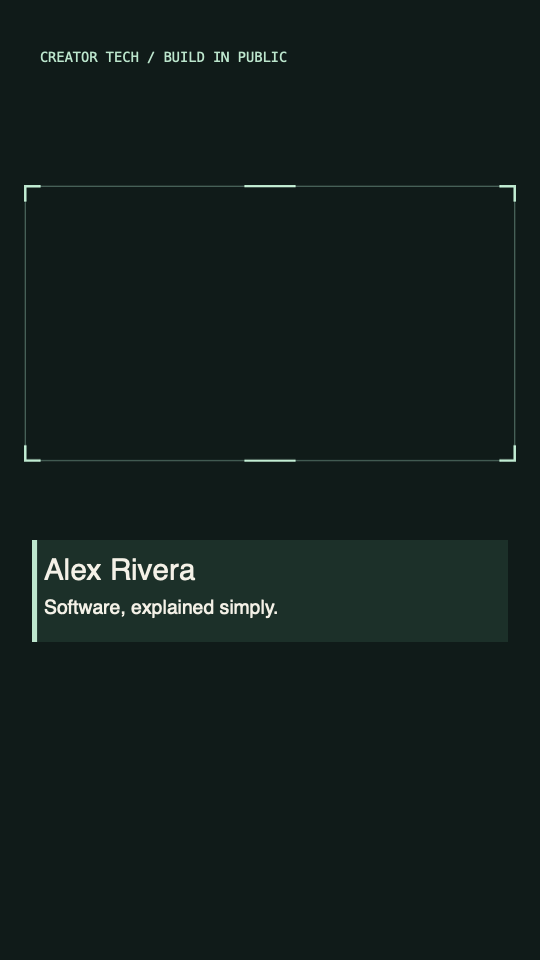 CREATOR TECH / BUILD IN PUBLIC
Alex Rivera
Software, explained simply.